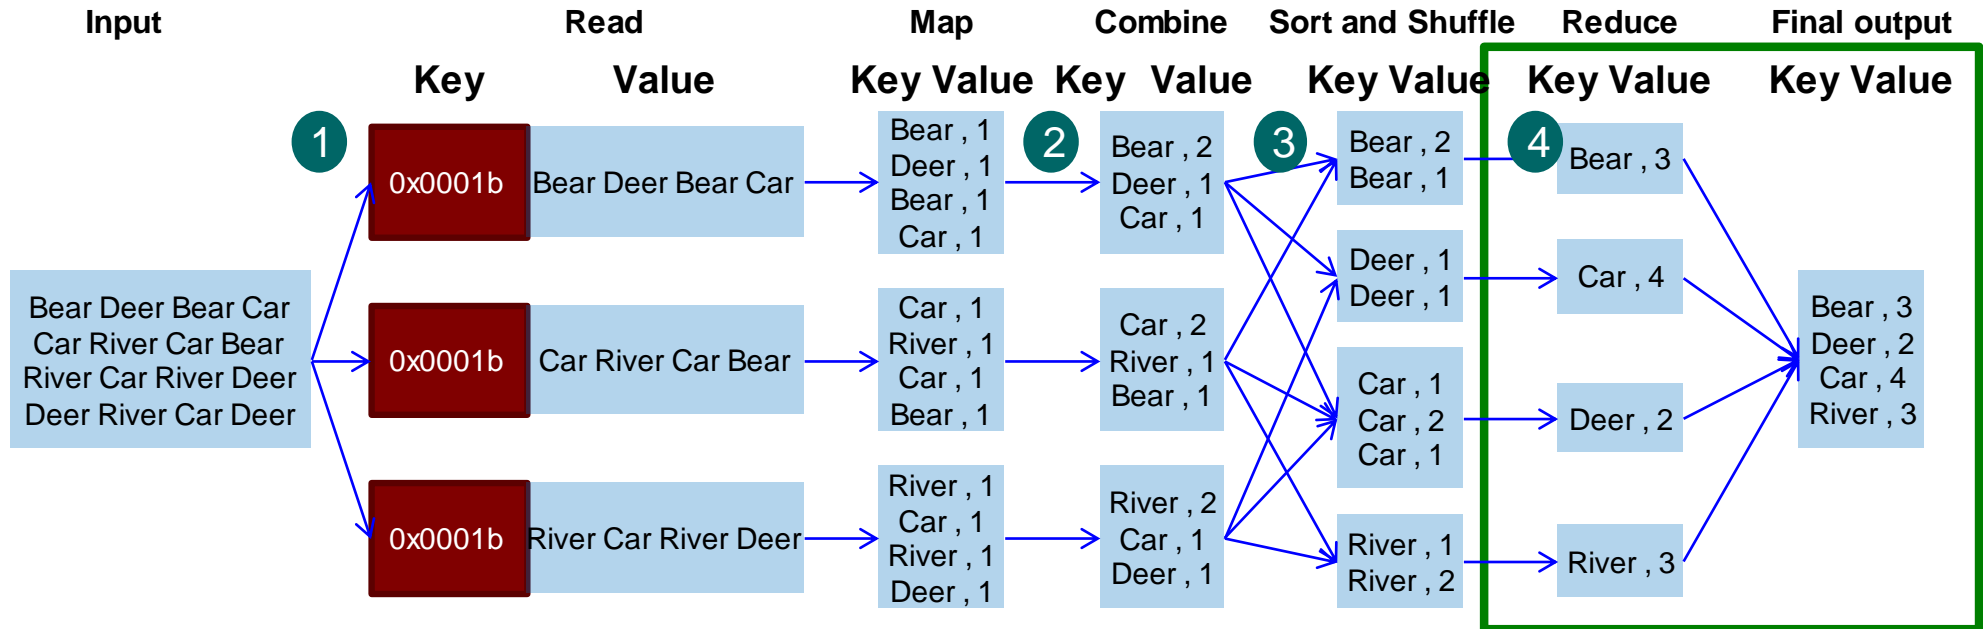 Input
Read
Map
Combine
Sort and Shuffle
Reduce
Final output
Key
Value
Key Value
Key Value
Key Value
Key Value
Key Value
1
2
3
4
Bear Deer Bear Car
Car River Car Bear
River Car River Deer
Deer River Car Deer
0x0001b
Bear Deer Bear Car
0x0001b
Car River Car Bear
0x0001b
River Car River Deer
Bear , 1
Deer , 1
Bear , 1
Car , 1
Car , 1
River , 1
Car , 1
Bear , 1
River , 1
Car , 1
River , 1
Deer , 1
Bear , 2
Deer , 1
Car , 1
Car , 2
River , 1
Bear , 1
River , 2
Car , 1
Deer , 1
Bear , 2
Bear , 1
Deer , 1
Deer , 1
Car , 1
Car , 2
Car , 1
River , 1
River , 2
Bear , 3
Car , 4
Deer , 2
River , 3
Bear , 3
Deer , 2
Car , 4
River , 3